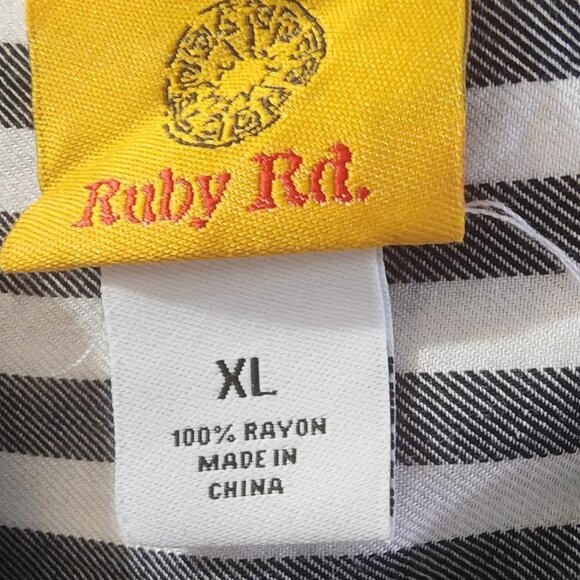 Ruby Rd.
XL
100% RAYON
MADE IN
CHINA